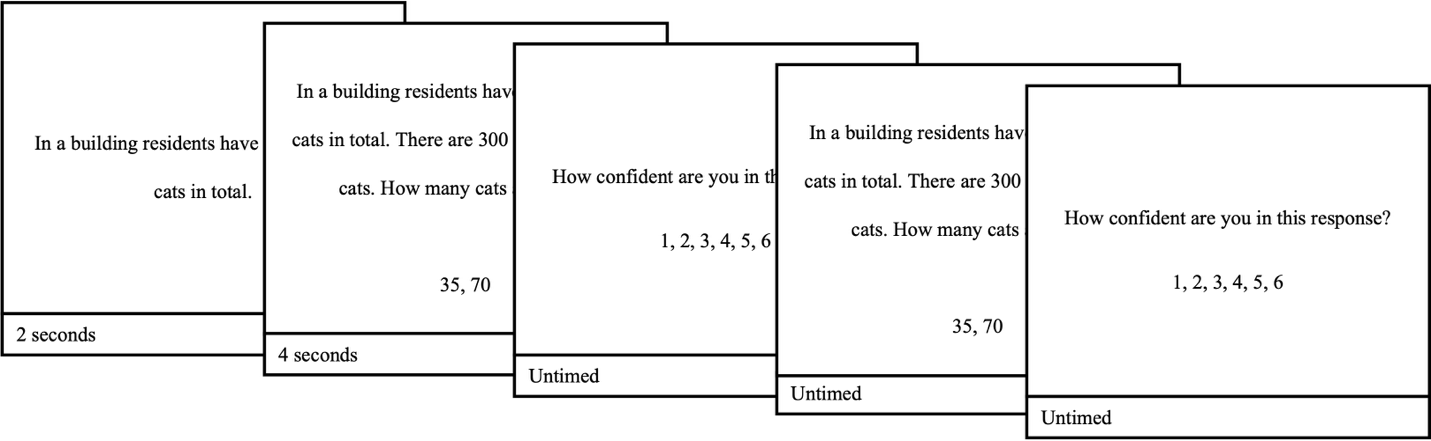 In a building residents have
cats in total.
2 seconds
In a building residents hav
cats in total. There are 300
cats. How many cats
35, 70
4 seconds
How confident are you in th
1, 2, 3, 4, 5, 6
Untimed
In a building residents hav
cats in total. There are 300
cats. How many cats
35, 70
Untimed
How confident are you in this response?
1, 2, 3, 4, 5, 6
Untimed